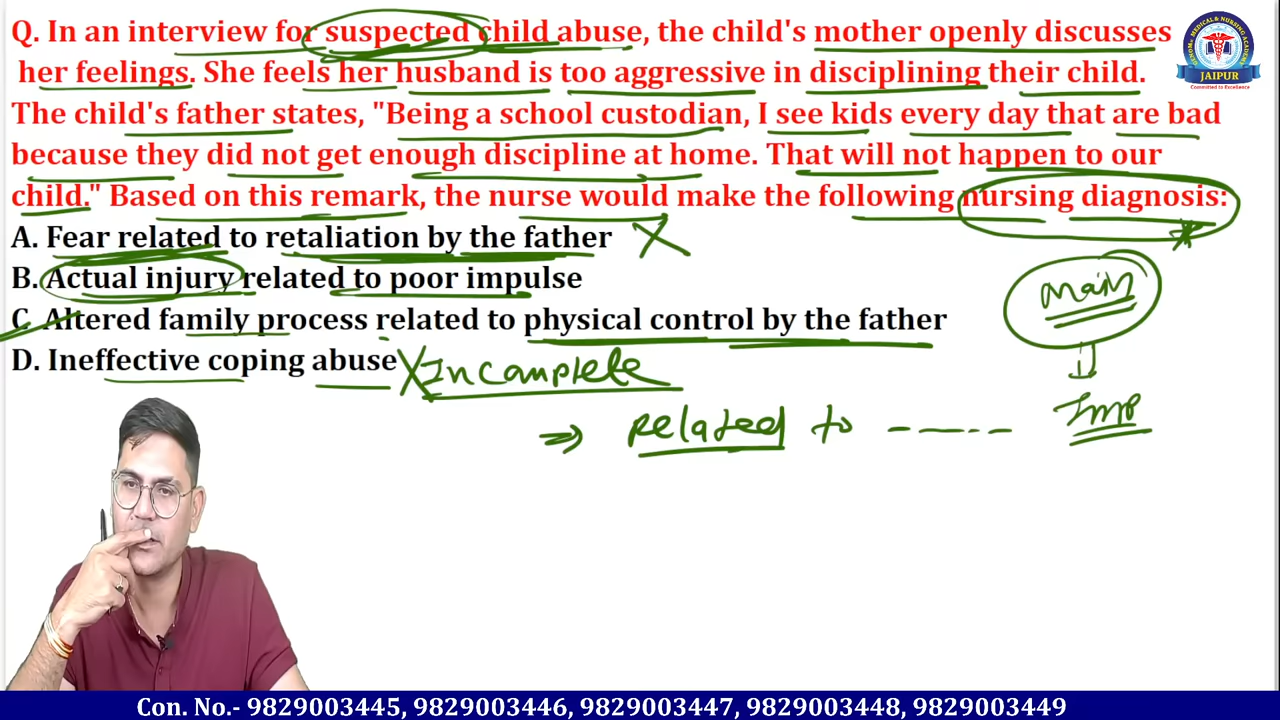 Q. In an interview for suspected child abuse, the child's mother openly discusses
her feelings. She feels her husband is too aggressive in disciplining their child.
The child's father states, "Being a school custodian, I see kids every day that are bad
because they did not get enough discipline at home. That will not happen to our
child." Based on this remark, the nurse would make the following nursing diagnosis:
A. Fear related to retaliation by the father
B. Actual injury related to poor impulse
C. Altered family process related to physical control by the father
D. Ineffective coping abuse
Incamplete
main
⇒ related to -----
Imp
JAIPUR
Committed to Excellence
Con. No.- 9829003445, 9829003446, 9829003447, 9829003448, 9829003449